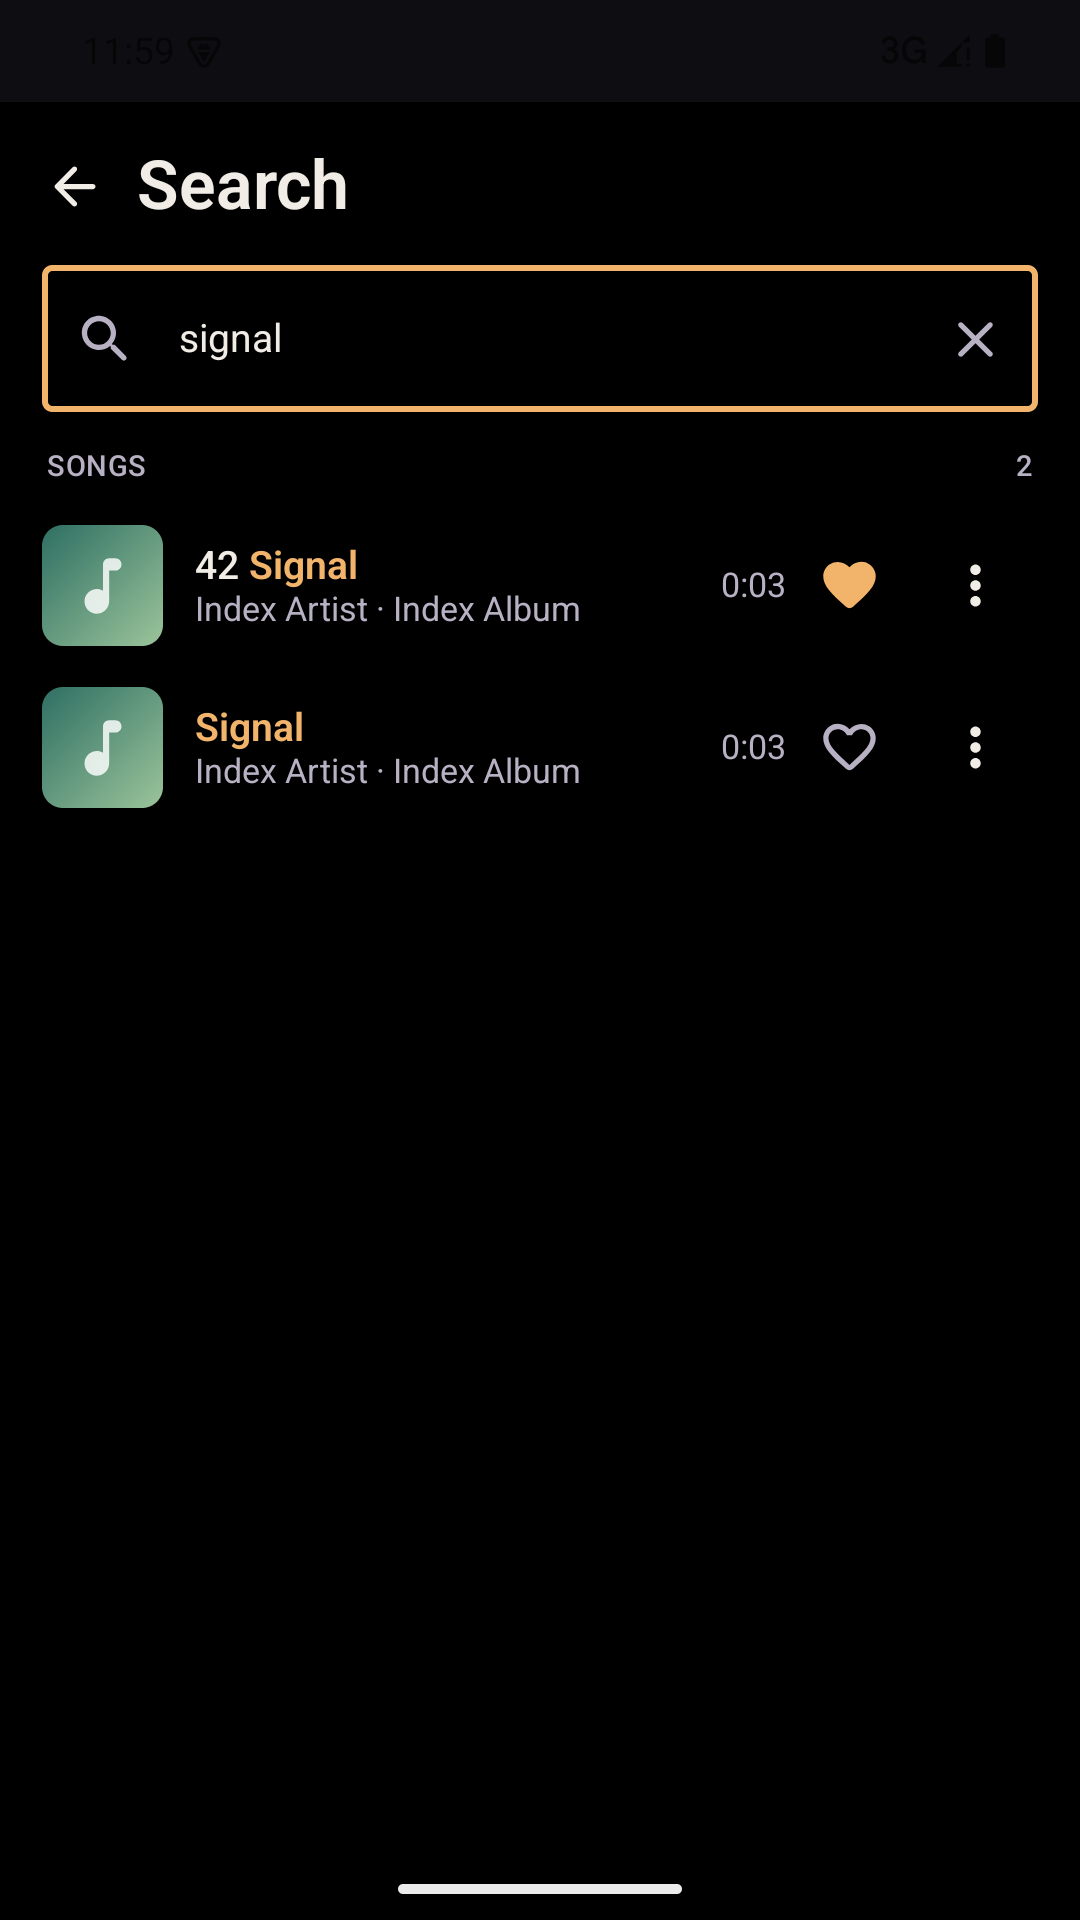 11:59
3G
Search
signal
SONGS
2
42 Signal
Index Artist · Index Album
0:03
Signal
Index Artist · Index Album
0:03